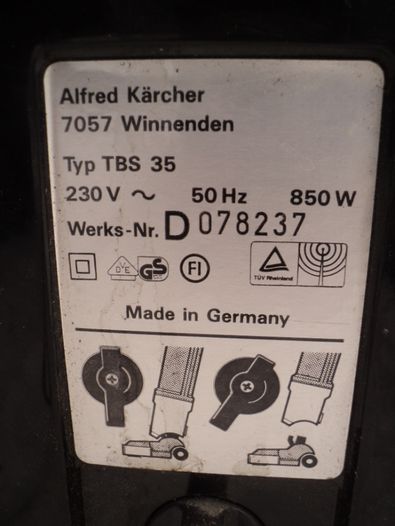 Alfred Kärcher
7057 Winnenden
Typ TBS 35
230 V ~ 50 Hz 850 W
Werks-Nr. D 078237
VDE GS FI TÜV Rheinland
Made in Germany